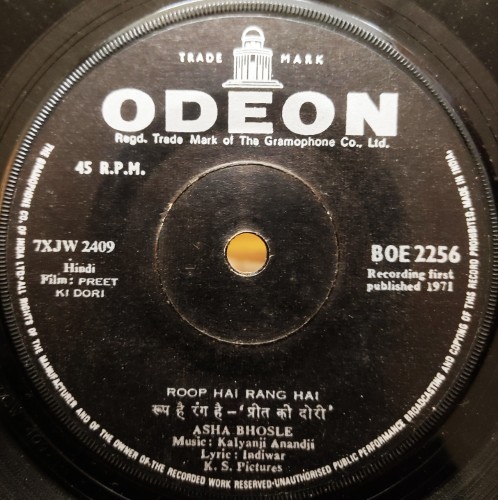 TRADE MARK
ODEON
Regd. Trade Mark of The Gramophone Co., Ltd.
45 R.P.M.
7XJW 2409
Hindi
Film: PREET
KI DORI
BOE 2256
Recording first
published 1971
ROOP HAI RANG HAI
रूप है रंग है-'प्रीत की दोरी'
ASHA BHOSLE
Music: Kalyanji Anandji
Lyric: Indiwar
K. S. Pictures
THE GRAMOPHONE CO. OF INDIA LTD•ALL RIGHTS OF THE MANUFACTURER AND OF THE OWNER OF THE RECORDED WORK RESERVED•UNAUTHORISED PUBLIC PERFORMANCE BROADCASTING AND COPYING OF THIS RECORD PROHIBITED•MADE IN INDIA•